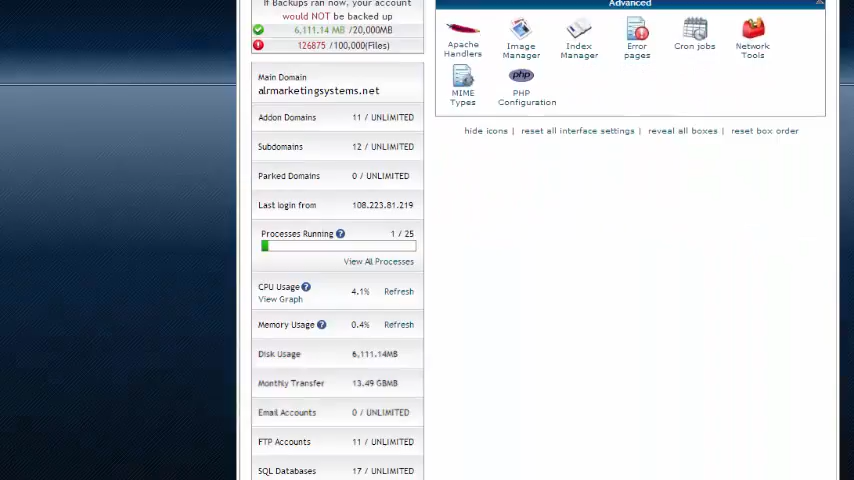 If Backups ran now, your account
would NOT be backed up
6,111.14 MB /20,000MB
126875 /100,000(Files)
Main Domain
alrmarketingsystems.net
Addon Domains 11 / UNLIMITED
Subdomains 12 / UNLIMITED
Parked Domains 0 / UNLIMITED
Last login from 108.223.81.219
Processes Running ? 1 / 25
View All Processes
CPU Usage ? 4.1% Refresh
View Graph
Memory Usage ? 0.4% Refresh
Disk Usage 6,111.14MB
Monthly Transfer 13.49 GBMB
Email Accounts 0 / UNLIMITED
FTP Accounts 11 / UNLIMITED
SQL Databases 17 / UNLIMITED
Advanced
Apache Handlers
Image Manager
Index Manager
Error pages
Cron jobs
Network Tools
MIME Types
php
PHP Configuration
hide icons | reset all interface settings | reveal all boxes | reset box order